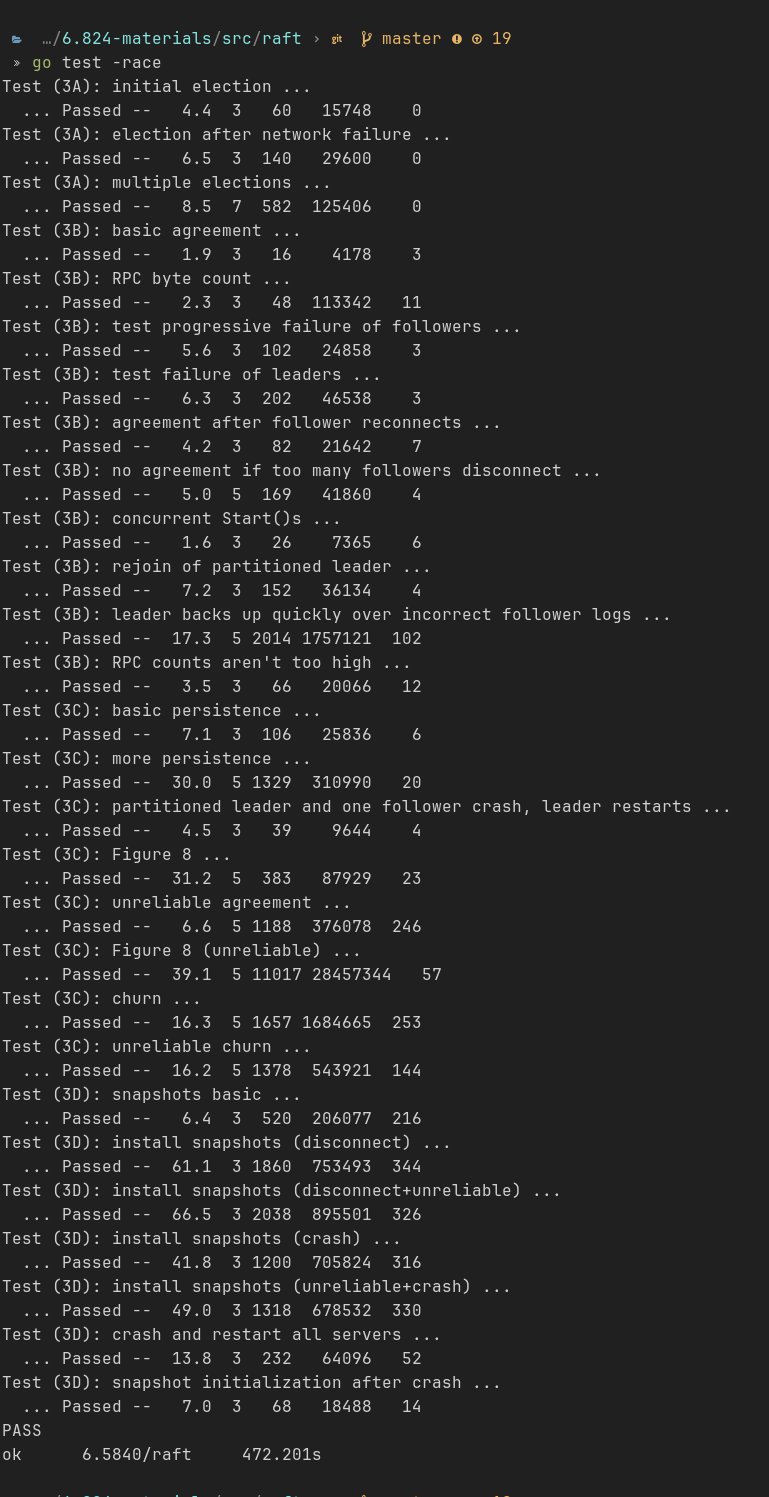 …/6.824-materials/src/raft › git master 19
» go test -race
Test (3A): initial election ...
  ... Passed --   4.4  3   60   15748    0
Test (3A): election after network failure ...
  ... Passed --   6.5  3  140   29600    0
Test (3A): multiple elections ...
  ... Passed --   8.5  7  582  125406    0
Test (3B): basic agreement ...
  ... Passed --   1.9  3   16    4178    3
Test (3B): RPC byte count ...
  ... Passed --   2.3  3   48  113342   11
Test (3B): test progressive failure of followers ...
  ... Passed --   5.6  3  102   24858    3
Test (3B): test failure of leaders ...
  ... Passed --   6.3  3  202   46538    3
Test (3B): agreement after follower reconnects ...
  ... Passed --   4.2  3   82   21642    7
Test (3B): no agreement if too many followers disconnect ...
  ... Passed --   5.0  5  169   41860    4
Test (3B): concurrent Start()s ...
  ... Passed --   1.6  3   26    7365    6
Test (3B): rejoin of partitioned leader ...
  ... Passed --   7.2  3  152   36134    4
Test (3B): leader backs up quickly over incorrect follower logs ...
  ... Passed --  17.3  5 2014 1757121  102
Test (3B): RPC counts aren't too high ...
  ... Passed --   3.5  3   66   20066   12
Test (3C): basic persistence ...
  ... Passed --   7.1  3  106   25836    6
Test (3C): more persistence ...
  ... Passed --  30.0  5 1329  310990   20
Test (3C): partitioned leader and one follower crash, leader restarts ...
  ... Passed --   4.5  3   39    9644    4
Test (3C): Figure 8 ...
  ... Passed --  31.2  5  383   87929   23
Test (3C): unreliable agreement ...
  ... Passed --   6.6  5 1188  376078  246
Test (3C): Figure 8 (unreliable) ...
  ... Passed --  39.1  5 11017 28457344   57
Test (3C): churn ...
  ... Passed --  16.3  5 1657 1684665  253
Test (3C): unreliable churn ...
  ... Passed --  16.2  5 1378  543921  144
Test (3D): snapshots basic ...
  ... Passed --   6.4  3  520  206077  216
Test (3D): install snapshots (disconnect) ...
  ... Passed --  61.1  3 1860  753493  344
Test (3D): install snapshots (disconnect+unreliable) ...
  ... Passed --  66.5  3 2038  895501  326
Test (3D): install snapshots (crash) ...
  ... Passed --  41.8  3 1200  705824  316
Test (3D): install snapshots (unreliable+crash) ...
  ... Passed --  49.0  3 1318  678532  330
Test (3D): crash and restart all servers ...
  ... Passed --  13.8  3  232   64096   52
Test (3D): snapshot initialization after crash ...
  ... Passed --   7.0  3   68   18488   14
PASS
ok      6.5840/raft     472.201s